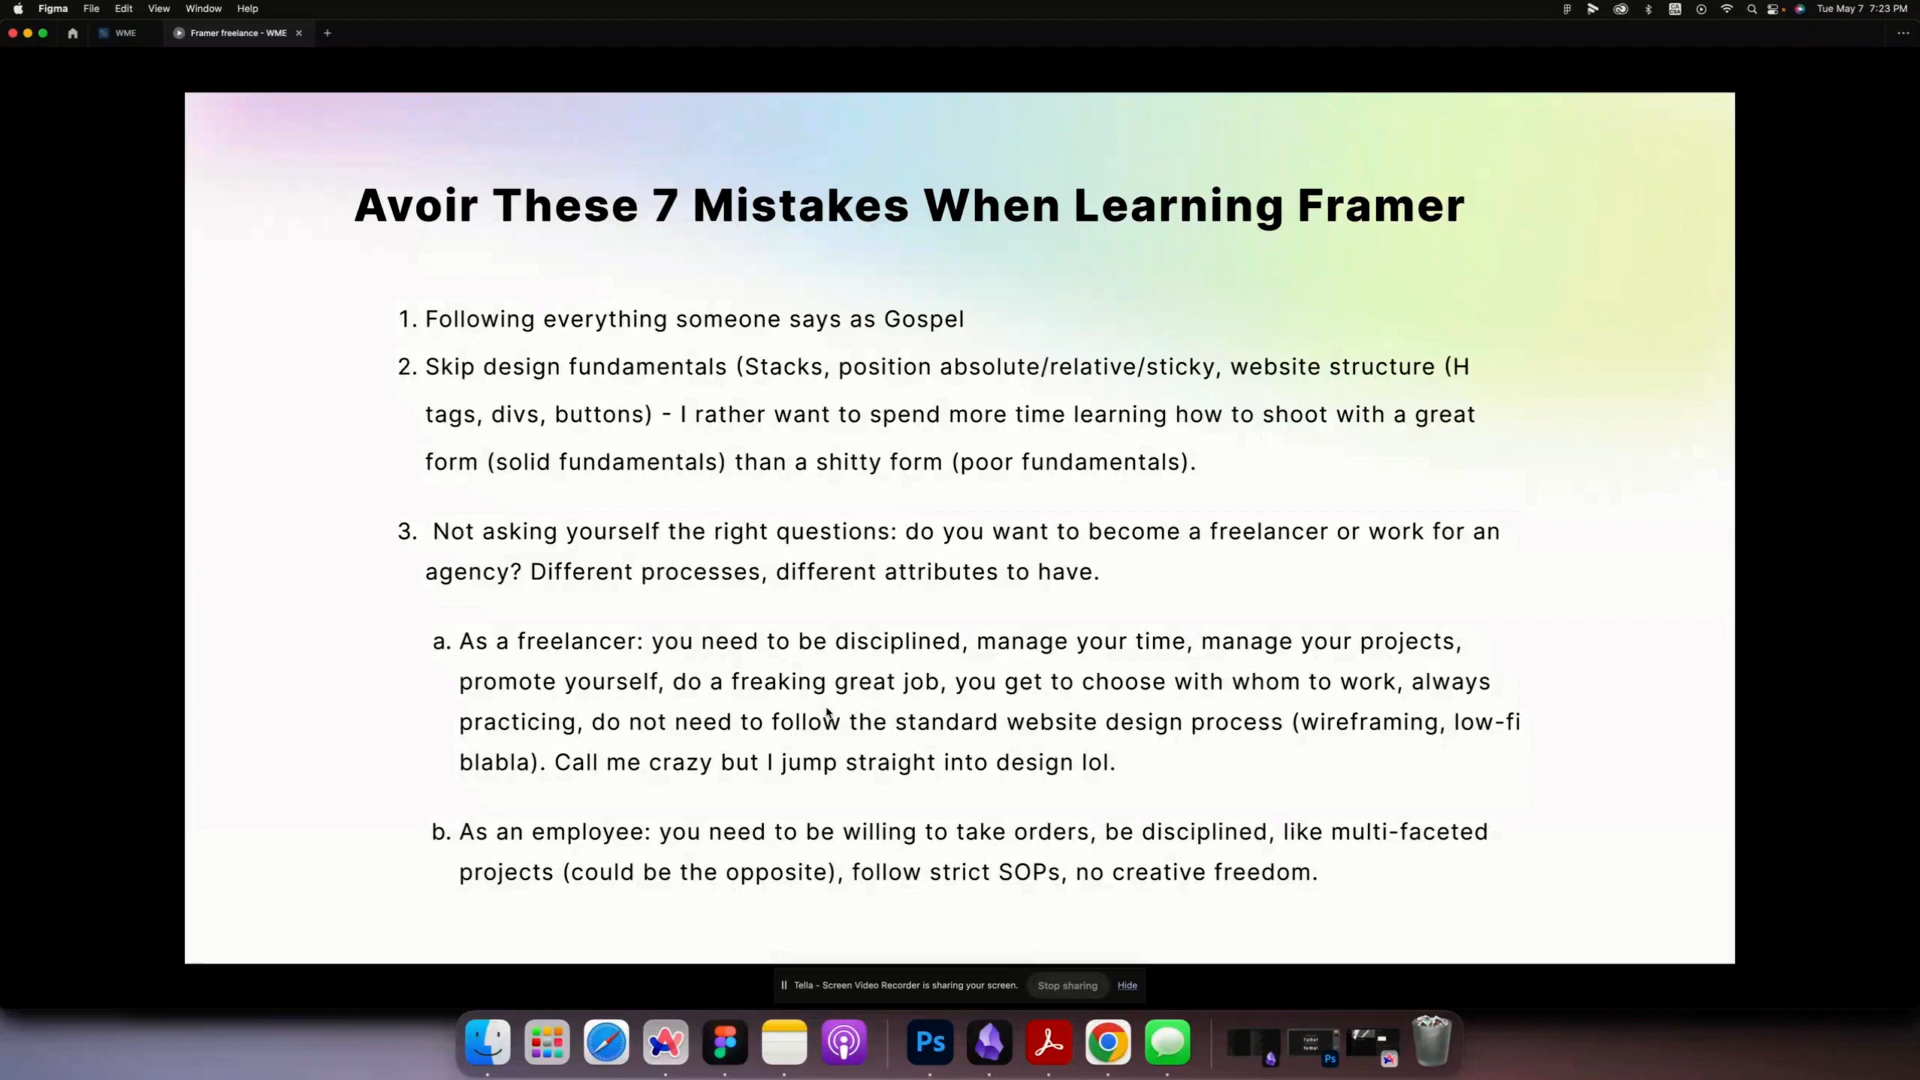 Figma File Edit View Window Help Tue May 7 7:23 PM
WME Framer freelance - WME
Avoir These 7 Mistakes When Learning Framer
1. Following everything someone says as Gospel
2. Skip design fundamentals (Stacks, position absolute/relative/sticky, website structure (H
tags, divs, buttons) - I rather want to spend more time learning how to shoot with a great
form (solid fundamentals) than a shitty form (poor fundamentals).
3. Not asking yourself the right questions: do you want to become a freelancer or work for an
agency? Different processes, different attributes to have.
a. As a freelancer: you need to be disciplined, manage your time, manage your projects,
promote yourself, do a freaking great job, you get to choose with whom to work, always
practicing, do not need to follow the standard website design process (wireframing, low-fi
blabla). Call me crazy but I jump straight into design lol.
b. As an employee: you need to be willing to take orders, be disciplined, like multi-faceted
projects (could be the opposite), follow strict SOPs, no creative freedom.
Tella - Screen Video Recorder is sharing your screen. Stop sharing Hide
Ps
Ps